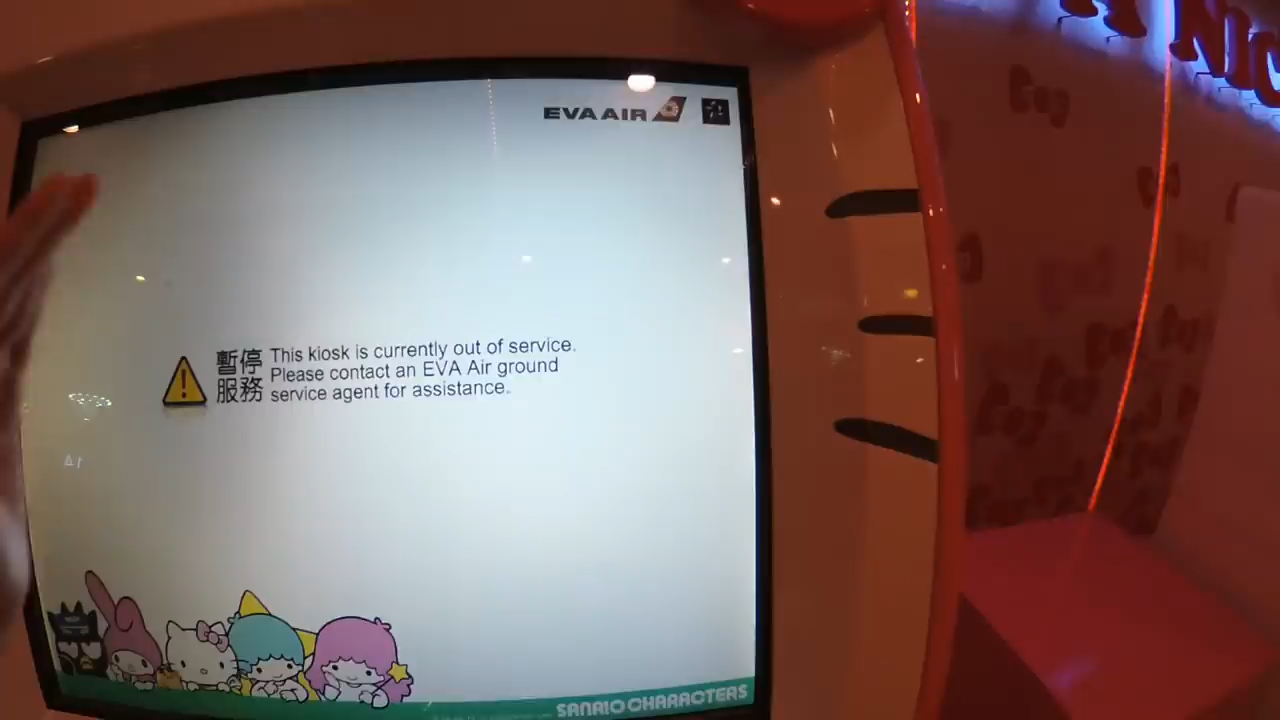 EVA AIR
暫停
服務
This kiosk is currently out of service.
Please contact an EVA Air ground
service agent for assistance.
SANRIO CHARACTERS
NIC